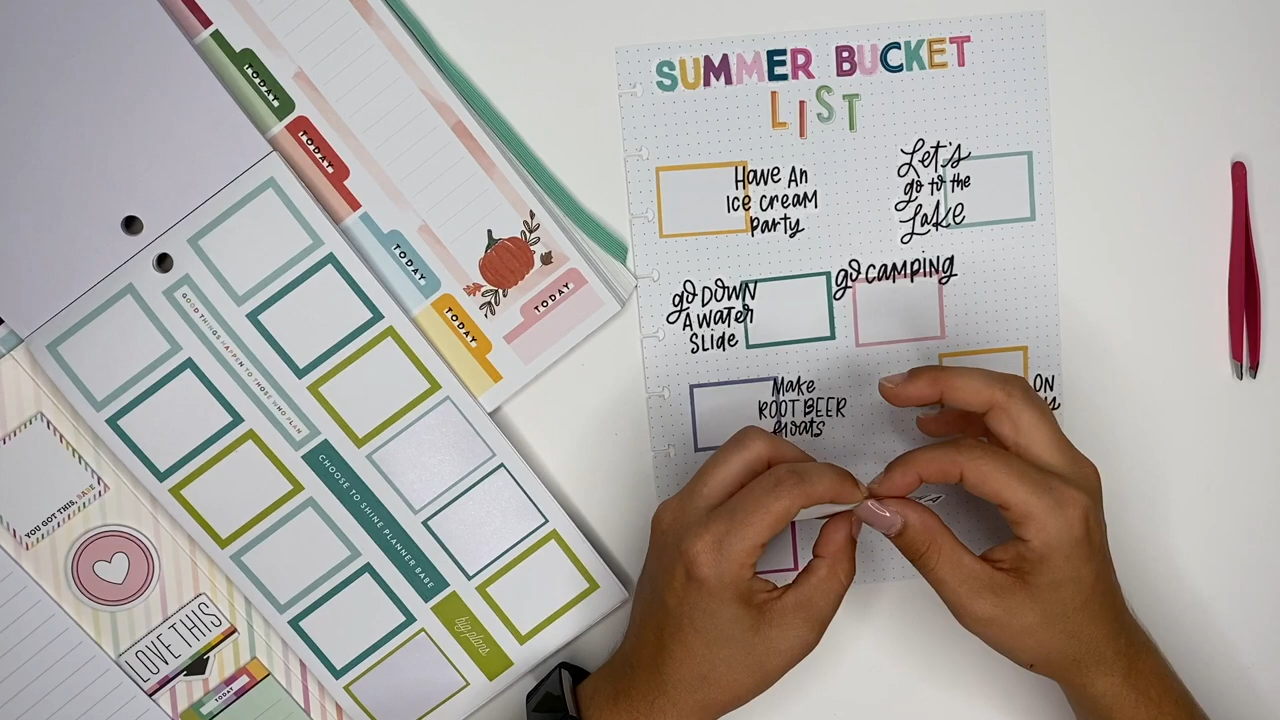 SUMMER BUCKET
LIST
Have An
Ice cream
Party
Let's
go to the
Lake
go DOWN
A Water
Slide
go CAMPING
Make
ROOT BEER
floats
ON
TODAY
TODAY
TODAY
TODAY
TODAY
GOOD THINGS HAPPEN TO THOSE WHO PLAN
CHOOSE TO SHINE PLANNER BABE
big plans
YOU GOT THIS, BABE
LOVE THIS
TODAY